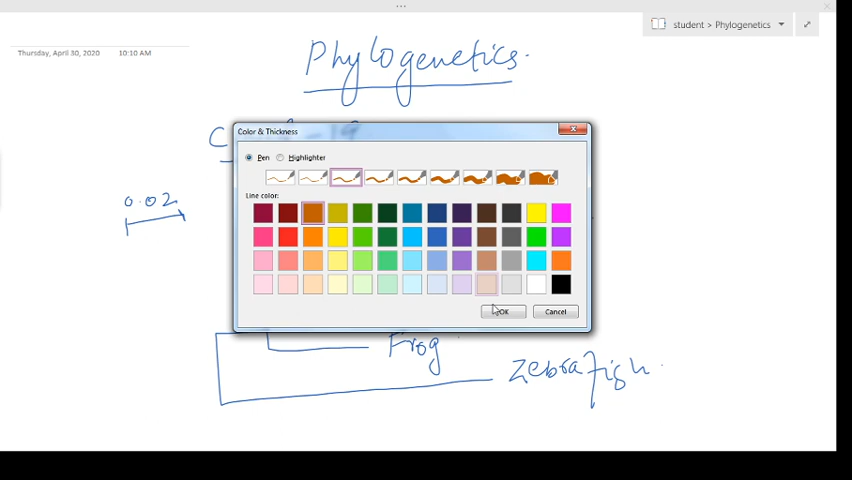 student > Phylogenetics
Thursday, April 30, 2020 10:10 AM
Phylogenetics
Color & Thickness
Pen Highlighter
Line color:
0.02
OK Cancel
Frog
Zebrafish